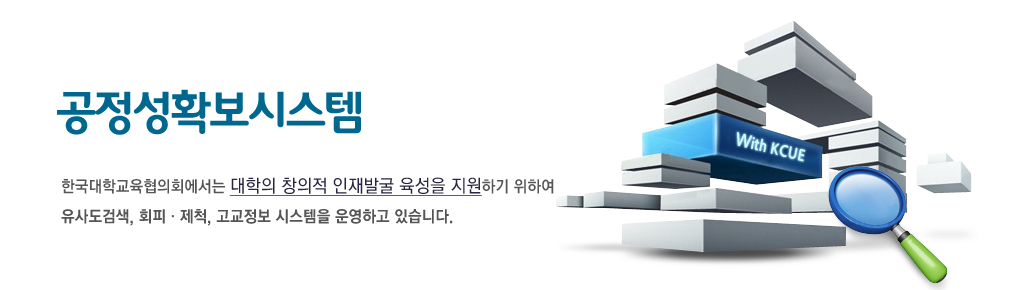 공정성확보시스템
한국대학교육협의회에서는 대학의 창의적 인재발굴 육성을 지원하기 위하여
유사도검색, 회피 · 제척, 고교정보 시스템을 운영하고 있습니다.
With KCUE